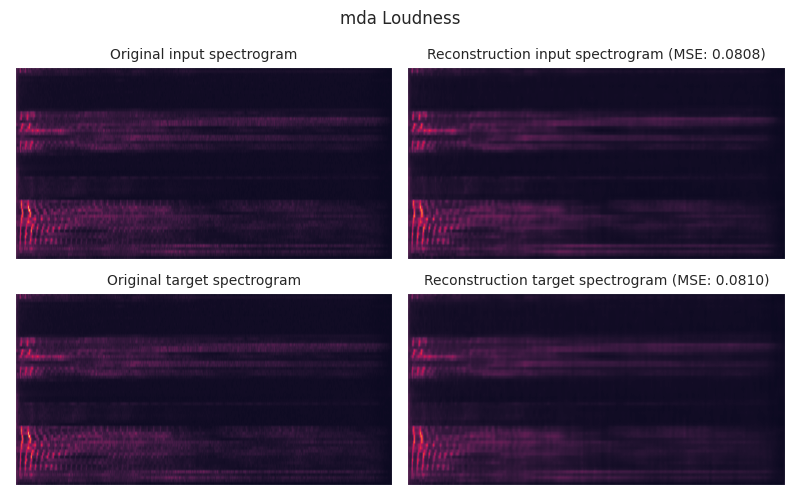 mda Loudness
Original input spectrogram
Reconstruction input spectrogram (MSE: 0.0808)
Original target spectrogram
Reconstruction target spectrogram (MSE: 0.0810)